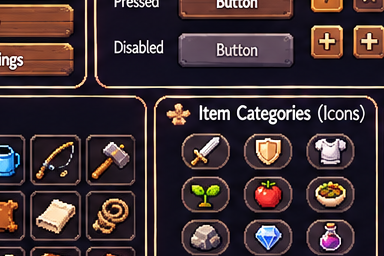 Pressed
Button
ings
Disabled
Button
Item Categories (Icons)